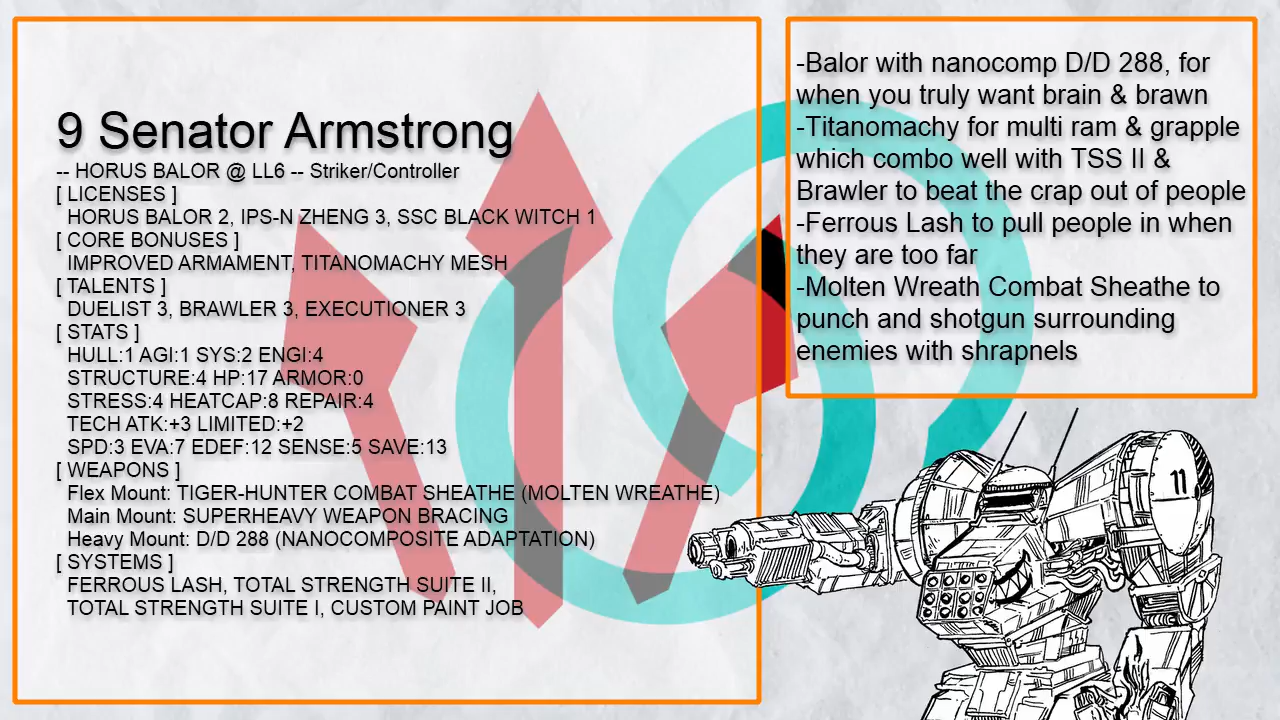 9 Senator Armstrong
-- HORUS BALOR @ LL6 -- Striker/Controller
[ LICENSES ]
HORUS BALOR 2, IPS-N ZHENG 3, SSC BLACK WITCH 1
[ CORE BONUSES ]
IMPROVED ARMAMENT, TITANOMACHY MESH
[ TALENTS ]
DUELIST 3, BRAWLER 3, EXECUTIONER 3
[ STATS ]
HULL:1 AGI:1 SYS:2 ENGI:4
STRUCTURE:4 HP:17 ARMOR:0
STRESS:4 HEATCAP:8 REPAIR:4
TECH ATK:+3 LIMITED:+2
SPD:3 EVA:7 EDEF:12 SENSE:5 SAVE:13
[ WEAPONS ]
Flex Mount: TIGER-HUNTER COMBAT SHEATHE (MOLTEN WREATHE)
Main Mount: SUPERHEAVY WEAPON BRACING
Heavy Mount: D/D 288 (NANOCOMPOSITE ADAPTATION)
[ SYSTEMS ]
FERROUS LASH, TOTAL STRENGTH SUITE II,
TOTAL STRENGTH SUITE I, CUSTOM PAINT JOB
-Balor with nanocomp D/D 288, for
when you truly want brain & brawn
-Titanomachy for multi ram & grapple
which combo well with TSS II &
Brawler to beat the crap out of people
-Ferrous Lash to pull people in when
they are too far
-Molten Wreath Combat Sheathe to
punch and shotgun surrounding
enemies with shrapnels
11